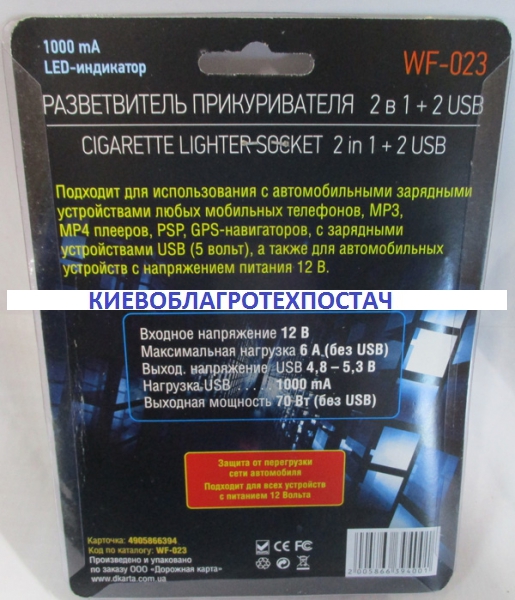 1000 mA
LED-индикатор
WF-023
РАЗВЕТВИТЕЛЬ ПРИКУРИВАТЕЛЯ 2 в 1 + 2 USB
CIGARETTE LIGHTER SOCKET 2 in 1 + 2 USB
Подходит для использования с автомобильными зарядными
устройствами любых мобильных телефонов, MP3,
MP4 плееров, PSP, GPS-навигаторов, с зарядными
устройствами USB (5 вольт), а также для автомобильных
устройств с напряжением питания 12 В.
КИЕВОБЛАГРОТЕХПОСТАЧ
Входное напряжение 12 В
Максимальная нагрузка 6 А (без USB)
Выход. напряжение USB 4,8 – 5,3 В
Нагрузка USB . . . . . 1000 mA
Выходная мощность 70 Вт (без USB)
Защита от перегрузки
сети автомобиля
Подходит для всех устройств
с питанием 12 Вольта
Карточка: 4905866394
Код по каталогу: WF-023
Произведено и упаковано
по заказу ООО «Дорожная карта»
www.dkarta.com.ua
CE FC
2 005866 394001